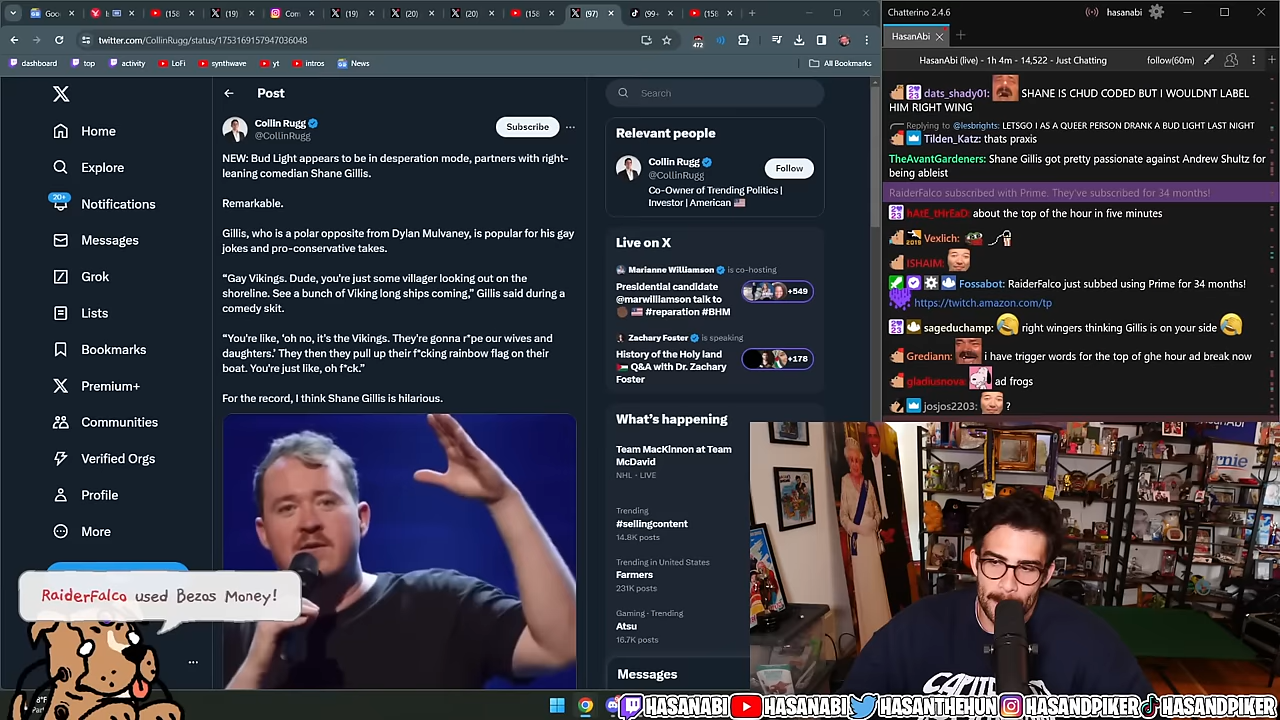 Goo
(158
(19)
Com
(19)
(20)
(20)
(158
(97)
(99+
(158
twitter.com/CollinRugg/status/1753169157947036048
472
dashboard
top
activity
LoFi
synthwave
yt
intros
News
All Bookmarks
Home
Explore
20+
Notifications
Messages
Grok
Lists
Bookmarks
Premium+
Communities
Verified Orgs
Profile
More
Post
Collin Rugg
@CollinRugg
Subscribe
NEW: Bud Light appears to be in desperation mode, partners with right-
leaning comedian Shane Gillis.
Remarkable.
Gillis, who is a polar opposite from Dylan Mulvaney, is popular for his gay
jokes and pro-conservative takes.
“Gay Vikings. Dude, you're just some villager looking out on the
shoreline. See a bunch of Viking long ships coming,” Gillis said during a
comedy skit.
“You're like, ‘oh no, it's the Vikings. They're gonna r*pe our wives and
daughters.’ They then they pull up their f*cking rainbow flag on their
boat. You're just like, oh f*ck.”
For the record, I think Shane Gillis is hilarious.
Search
Relevant people
Collin Rugg
@CollinRugg
Follow
Co-Owner of Trending Politics |
Investor | American
Live on X
Marianne Williamson is co-hosting
Presidential candidate
@marwilliamson talk to
#reparation #BHM
+549
Zachary Foster is speaking
History of the Holy land
Q&A with Dr. Zachary
Foster
+178
What's happening
Team MacKinnon at Team
McDavid
NHL · LIVE
Trending
#sellingcontent
14.8K posts
Trending in United States
Farmers
231K posts
Gaming · Trending
Atsu
16.7K posts
Messages
Chatterino 2.4.6
hasanabi
HasanAbi
HasanAbi (live) - 1h 4m - 14,522 - Just Chatting
follow(60m)
dats_shady01: SHANE IS CHUD CODED BUT I WOULDNT LABEL
HIM RIGHT WING
Replying to @lesbrights: LETSGO I AS A QUEER PERSON DRANK A BUD LIGHT LAST NIGHT
Tilden_Katz: thats praxis
TheAvantGardeners: Shane Gillis got pretty passionate against Andrew Shultz for
being ableist
RaiderFalco subscribed with Prime. They've subscribed for 34 months!
hAtE_tHrEaD: about the top of the hour in five minutes
2019 Vexlich:
ISHAIM:
Fossabot: RaiderFalco just subbed using Prime for 34 months!
https://twitch.amazon.com/tp
sageduchamp: right wingers thinking Gillis is on your side
Grediann: i have trigger words for the top of ghe hour ad break now
gladiusnova: ad frogs
josjos2203: ?
RaiderFalco used Bezos Money!
HASANABI
HASANABI
HASANTHEHUN
HASANDPIKER
HASANDPIKER